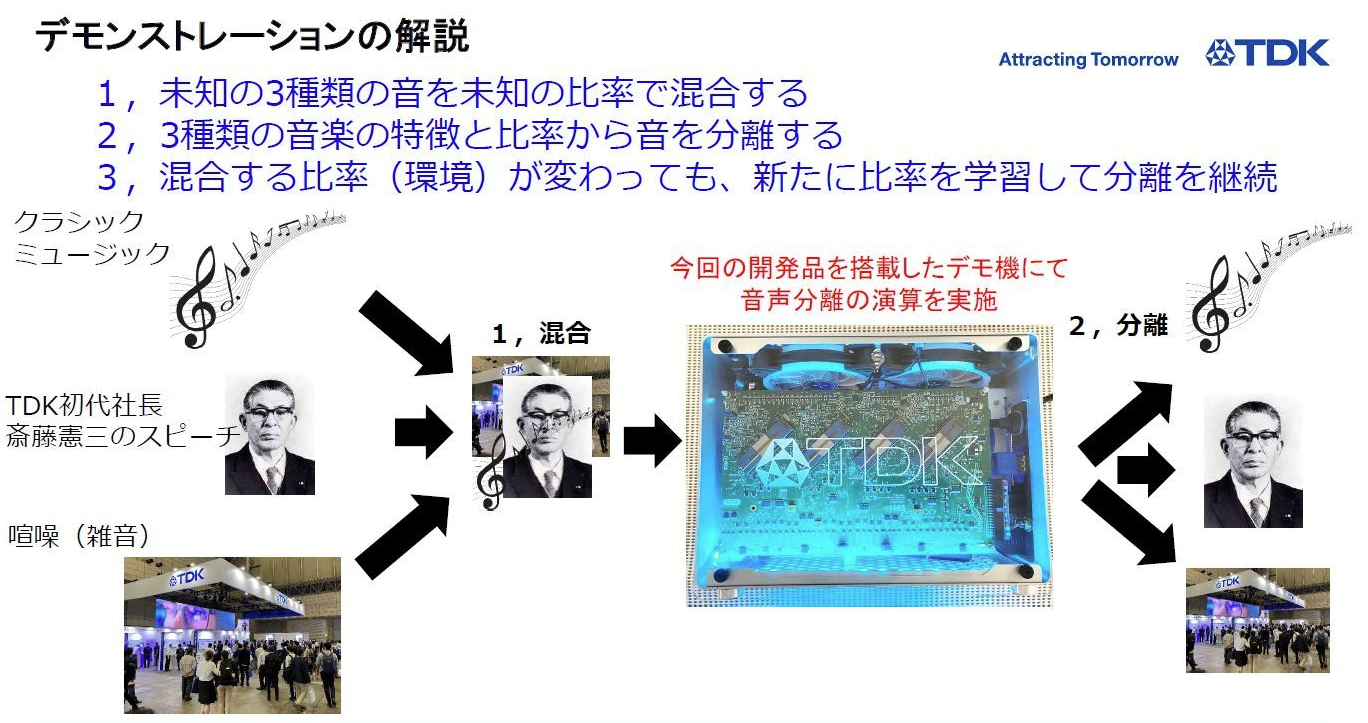 デモンストレーションの解説
Attracting Tomorrow TDK
1，未知の3種類の音を未知の比率で混合する
2，3種類の音楽の特徴と比率から音を分離する
3，混合する比率（環境）が変わっても、新たに比率を学習して分離を継続
クラシック
ミュージック
TDK初代社長
斎藤憲三のスピーチ
喧噪（雑音）
TDK
TDK
1，混合
TDK
今回の開発品を搭載したデモ機にて
音声分離の演算を実施
TDK
2，分離
TDK